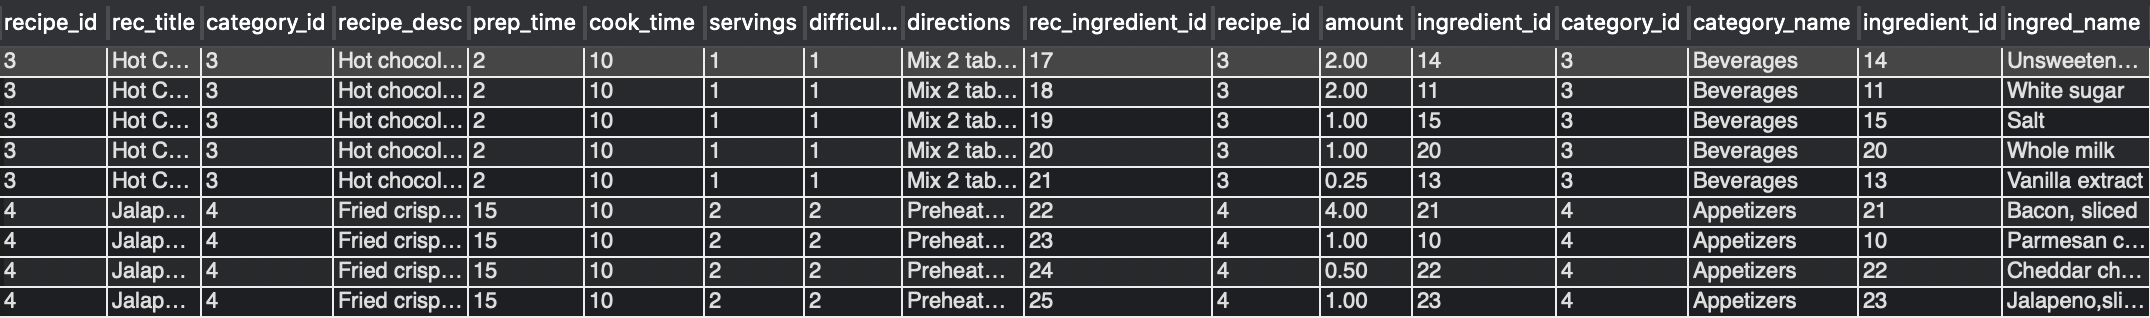 recipe_id rec_title category_id recipe_desc prep_time cook_time servings difficul... directions rec_ingredient_id recipe_id amount ingredient_id category_id category_name ingredient_id ingred_name
3 Hot C... 3 Hot chocol... 2 10 1 1 Mix 2 tab... 17 3 2.00 14 3 Beverages 14 Unsweeten...
3 Hot C... 3 Hot chocol... 2 10 1 1 Mix 2 tab... 18 3 2.00 11 3 Beverages 11 White sugar
3 Hot C... 3 Hot chocol... 2 10 1 1 Mix 2 tab... 19 3 1.00 15 3 Beverages 15 Salt
3 Hot C... 3 Hot chocol... 2 10 1 1 Mix 2 tab... 20 3 1.00 20 3 Beverages 20 Whole milk
3 Hot C... 3 Hot chocol... 2 10 1 1 Mix 2 tab... 21 3 0.25 13 3 Beverages 13 Vanilla extract
4 Jalap... 4 Fried crisp... 15 10 2 2 Preheat... 22 4 4.00 21 4 Appetizers 21 Bacon, sliced
4 Jalap... 4 Fried crisp... 15 10 2 2 Preheat... 23 4 1.00 10 4 Appetizers 10 Parmesan c...
4 Jalap... 4 Fried crisp... 15 10 2 2 Preheat... 24 4 0.50 22 4 Appetizers 22 Cheddar ch...
4 Jalap... 4 Fried crisp... 15 10 2 2 Preheat... 25 4 1.00 23 4 Appetizers 23 Jalapeno,sli...